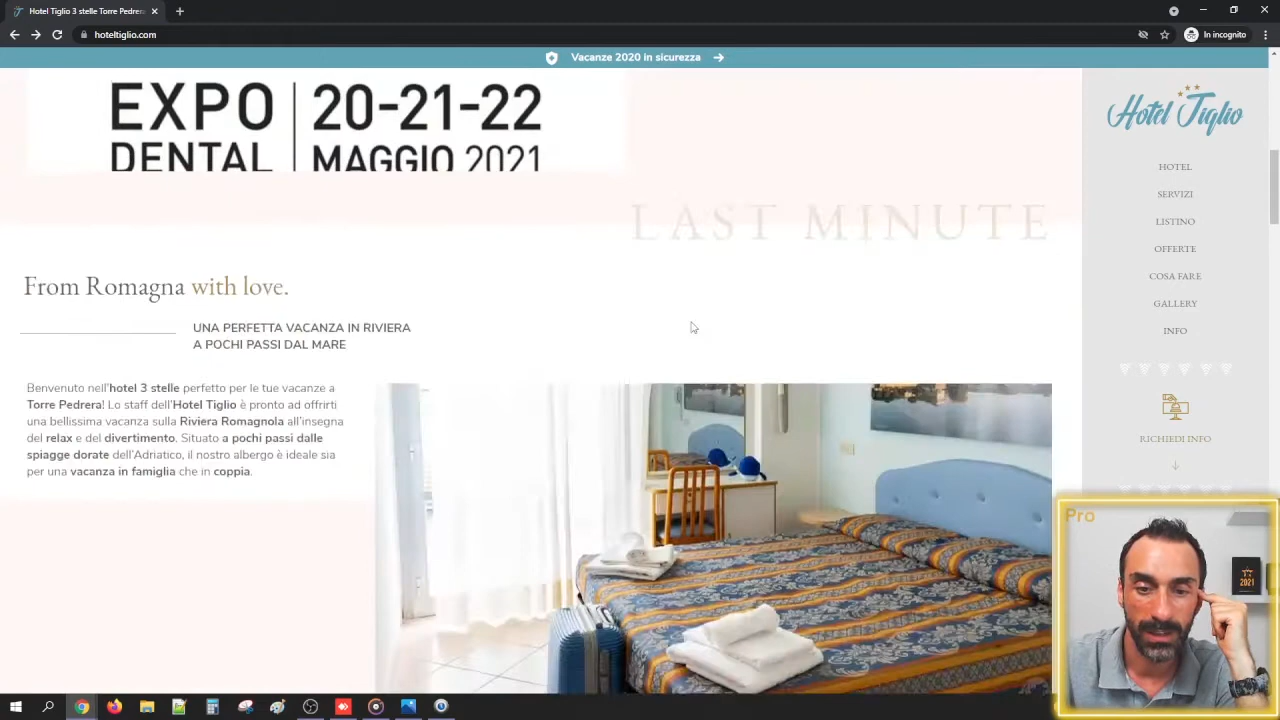 Hotel Tiglio 3 stelle Torre Pedrera
hoteltiglio.com
In incognito
Vacanze 2020 in sicurezza
EXPO
DENTAL
20-21-22
MAGGIO 2021
LAST MINUTE
From Romagna with love.
UNA PERFETTA VACANZA IN RIVIERA
A POCHI PASSI DAL MARE
Benvenuto nell'hotel 3 stelle perfetto per le tue vacanze a
Torre Pedrera! Lo staff dell'Hotel Tiglio è pronto ad offrirti
una bellissima vacanza sulla Riviera Romagnola all'insegna
del relax e del divertimento. Situato a pochi passi dalle
spiagge dorate dell'Adriatico, il nostro albergo è ideale sia
per una vacanza in famiglia che in coppia.
Hotel Tiglio
HOTEL
SERVIZI
LISTINO
OFFERTE
COSA FARE
GALLERY
INFO
RICHIEDI INFO
Pro
2021